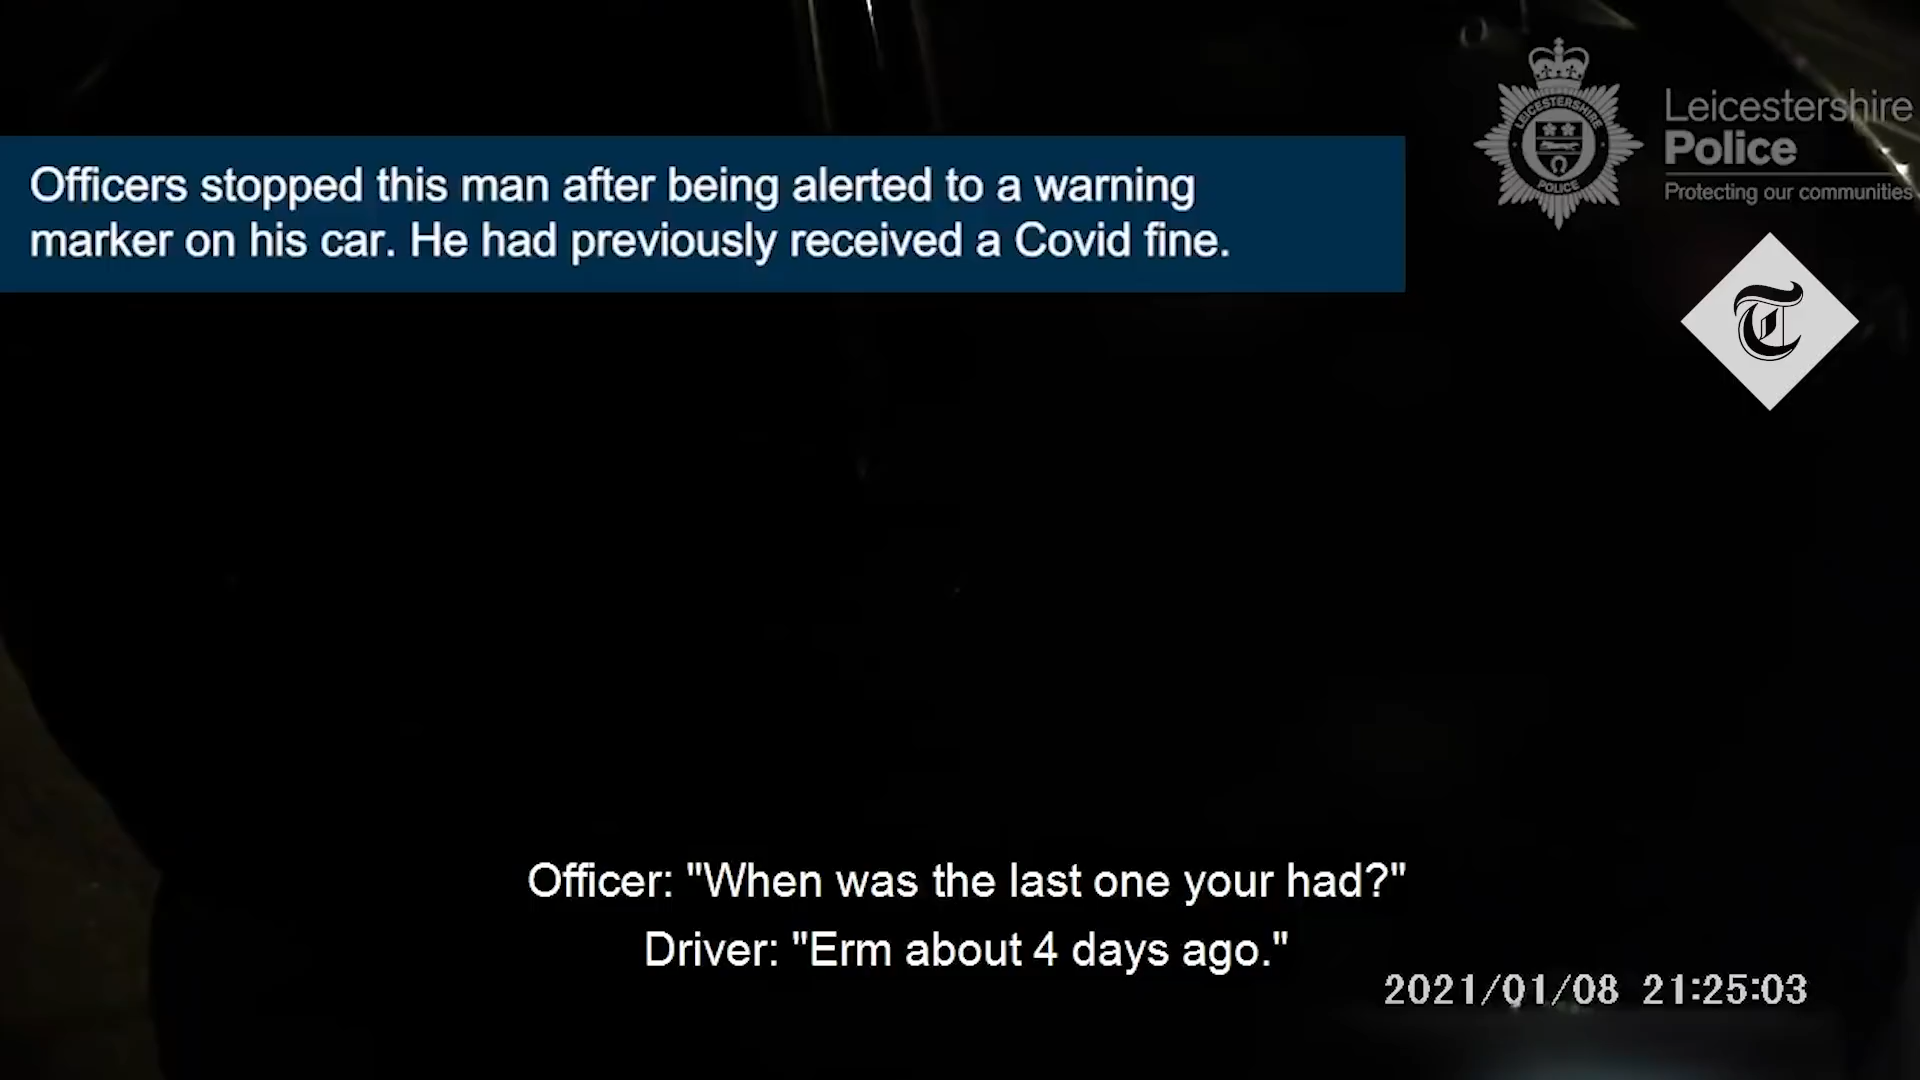 Leicestershire
Police
Protecting our communities
LEICESTERSHIRE
POLICE
Officers stopped this man after being alerted to a warning
marker on his car. He had previously received a Covid fine.
T
Officer: "When was the last one your had?"
Driver: "Erm about 4 days ago."
2021/01/08 21:25:03